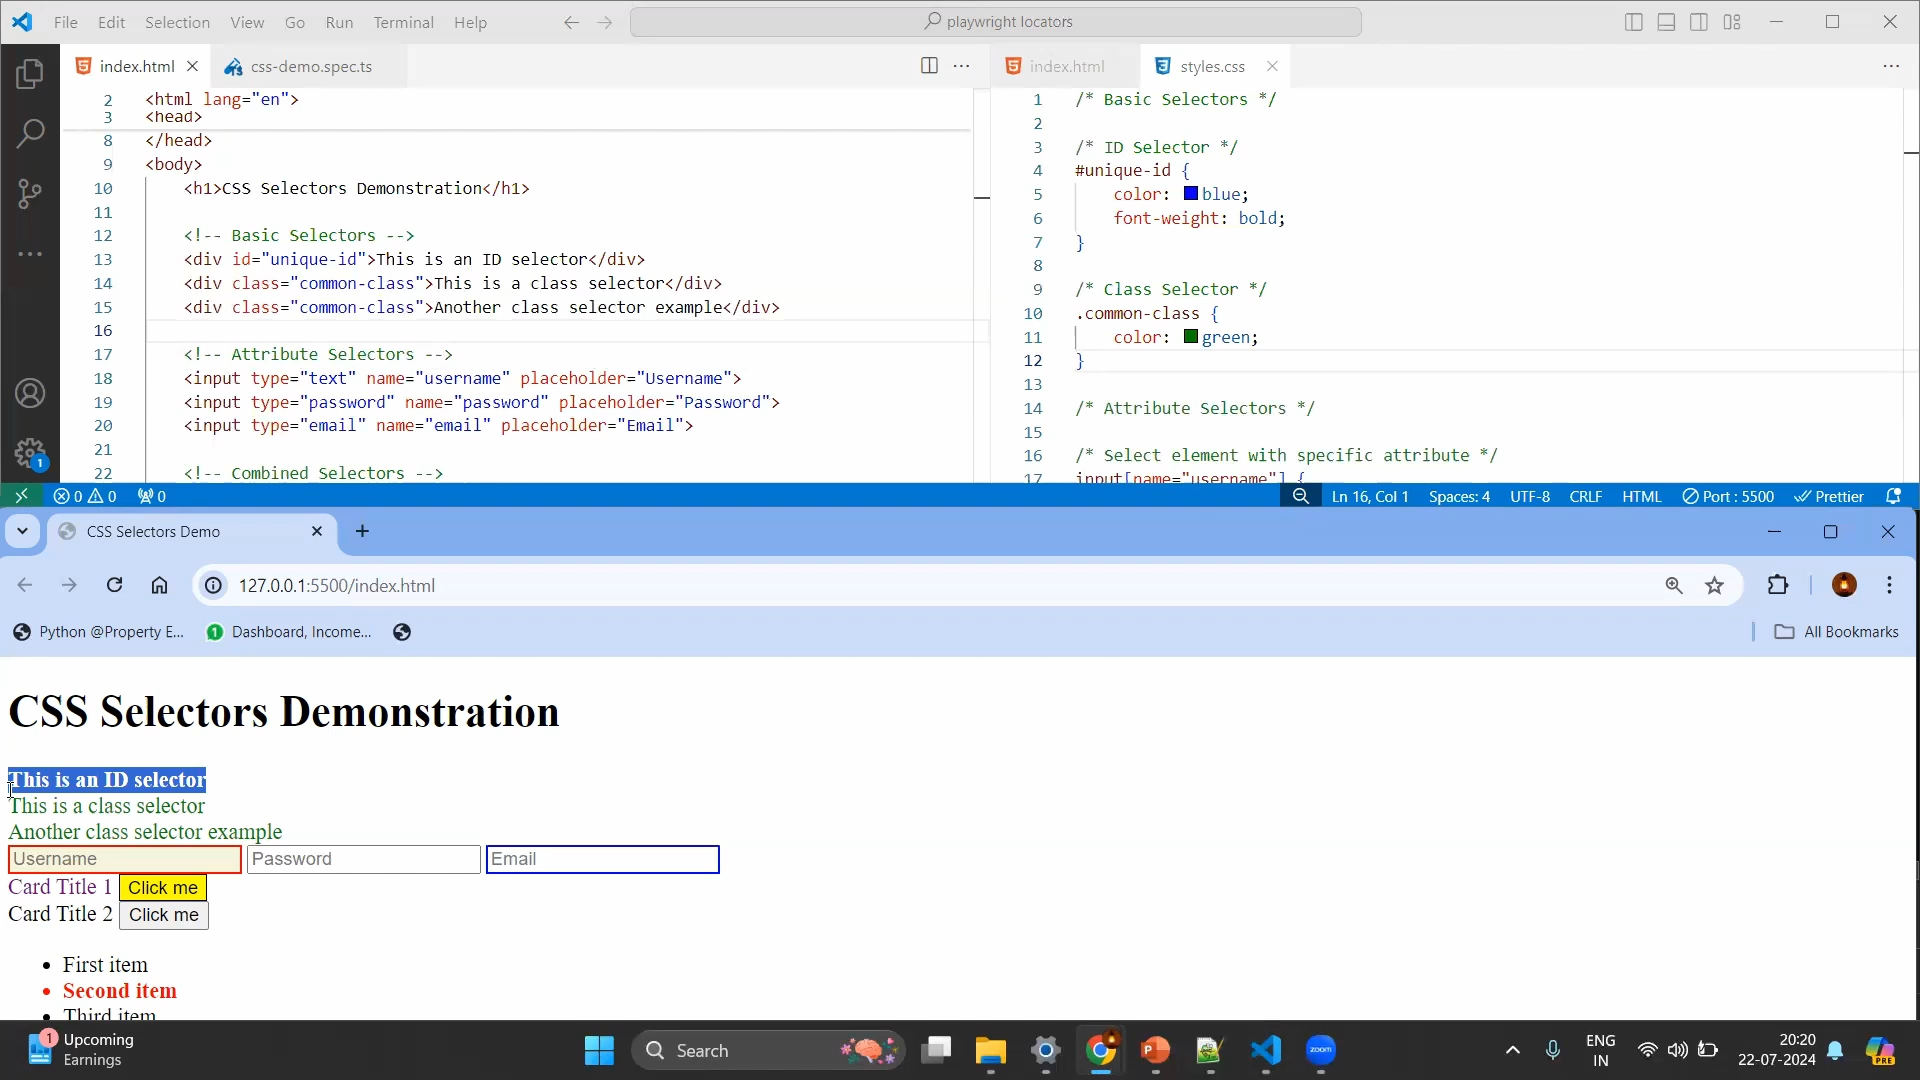 File Edit Selection View Go Run Terminal Help
playwright locators
index.html css-demo.spec.ts
index.html styles.css
2 <html lang="en">
3 <head>
8 </head>
9 <body>
10 <h1>CSS Selectors Demonstration</h1>
11
12 <!-- Basic Selectors -->
13 <div id="unique-id">This is an ID selector</div>
14 <div class="common-class">This is a class selector</div>
15 <div class="common-class">Another class selector example</div>
16
17 <!-- Attribute Selectors -->
18 <input type="text" name="username" placeholder="Username">
19 <input type="password" name="password" placeholder="Password">
20 <input type="email" name="email" placeholder="Email">
21
22 <!-- Combined Selectors -->
1 /* Basic Selectors */
2
3 /* ID Selector */
4 #unique-id {
5 color: blue;
6 font-weight: bold;
7 }
8
9 /* Class Selector */
10 .common-class {
11 color: green;
12 }
13
14 /* Attribute Selectors */
15
16 /* Select element with specific attribute */
17 input[name="username"] {
1
0 0 0 Ln 16, Col 1 Spaces: 4 UTF-8 CRLF HTML Port : 5500 Prettier
CSS Selectors Demo
127.0.0.1:5500/index.html
Python @Property E... 1 Dashboard, Income... All Bookmarks
CSS Selectors Demonstration
This is an ID selector
This is a class selector
Another class selector example
Username Password Email
Card Title 1 Click me
Card Title 2 Click me
First item
Second item
Third item
1 Upcoming
Earnings
Search
zoom
ENG
IN
20:20
22-07-2024
PRE